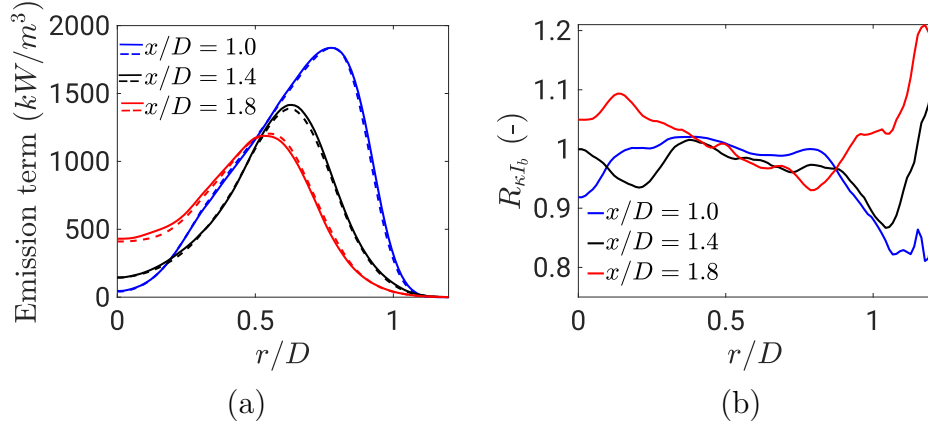 Emission term (kW/m³)
2000
1500
1000
500
0
x/D = 1.0
x/D = 1.4
x/D = 1.8
0 0.5 1
r/D
(a)
R_{κI_b} (-)
1.2
1.1
1
0.9
0.8
x/D = 1.0
x/D = 1.4
x/D = 1.8
0 0.5 1
r/D
(b)